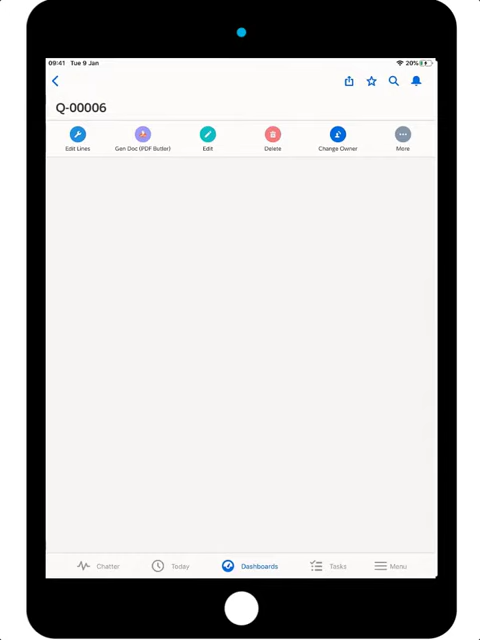 09:41 Tue 9 Jan 20%
Q-00006
Edit Lines Gen Doc (PDF Butler) Edit Delete Change Owner More
Chatter Today Dashboards Tasks Menu